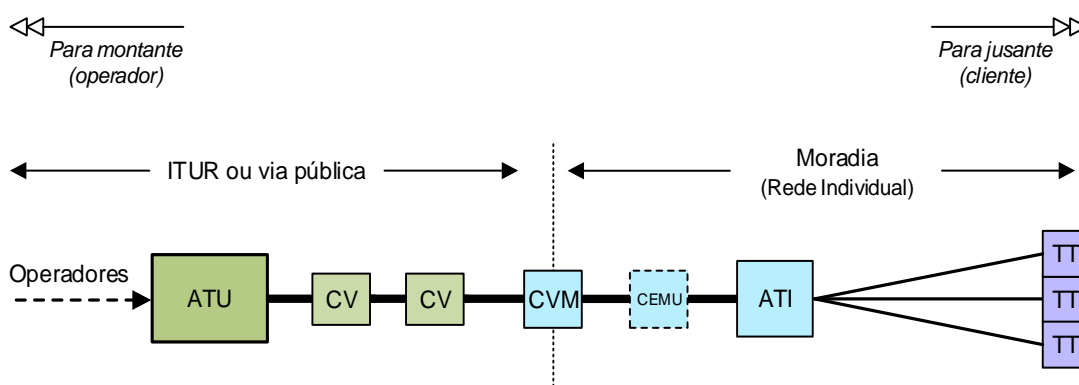 Para montante
(operador)
Para jusante
(cliente)
ITUR ou via pública
Moradia
(Rede Individual)
Operadores
ATU
CV
CV
CVM
CEMU
ATI
TT
TT
TT